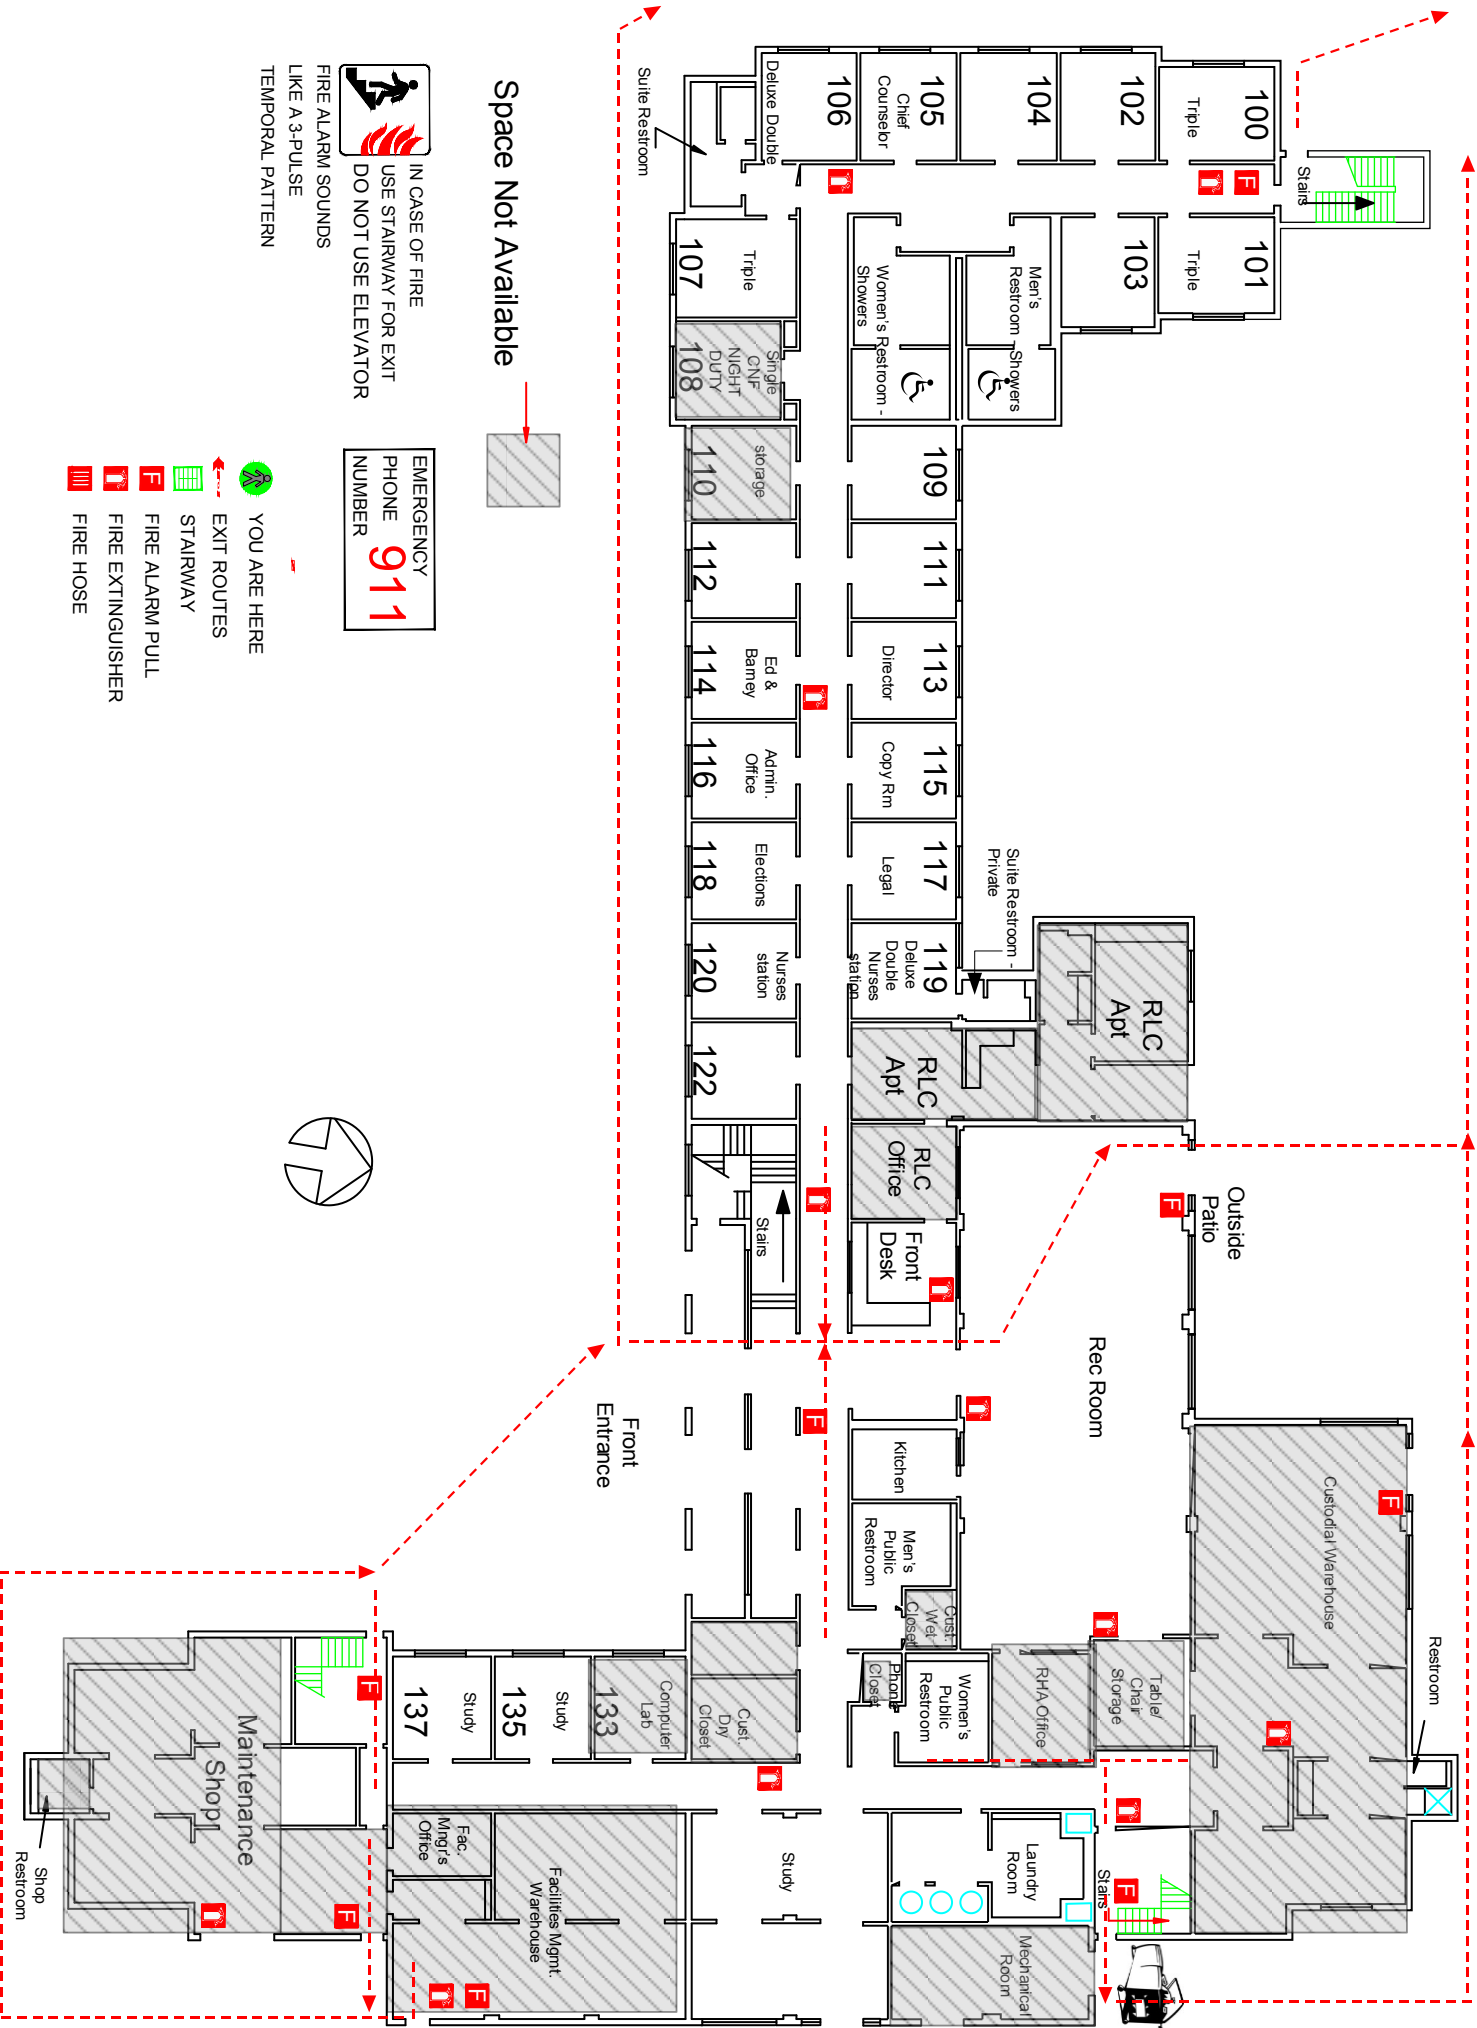 100
Triple
102
104
105
Chief
Counselor
106
Deluxe Double
Suite Restroom
Stairs
101
Triple
103
Men's
Restroom - Showers
Women's Restroom -
Showers
107
Triple
108
Single
CNF
NIGHT
DUTY
109
110
storage
111
112
113
Director
114
Ed &
Barney
115
Copy Rm
116
Admin.
Office
117
Legal
118
Elections
Suite Restroom -
Private
119
Deluxe
Double
Nurses
station
120
Nurses
station
122
RLC
Apt
RLC
Apt
RLC
Office
Front
Desk
Stairs
Outside
Patio
Rec Room
Front
Entrance
Kitchen
Men's
Public
Restroom
Cust.
Wet
Closet
Phone
Closet
Women's
Public
Restroom
RHA Office
Table/
Chair
Storage
Custodial Warehouse
Restroom
Cust.
Dry
Closet
Computer
Lab
133
Study
135
Study
137
Maintenance
Shop
Shop
Restroom
Fac.
Mngr's
Office
Facilities Mgmt.
Warehouse
Study
Laundry
Room
Stairs
Mechanical
Room
F
F
F
F
F
F
F
F
F
Space Not Available
IN CASE OF FIRE
USE STAIRWAY FOR EXIT
DO NOT USE ELEVATOR
FIRE ALARM SOUNDS
LIKE A 3-PULSE
TEMPORAL PATTERN
EMERGENCY
PHONE
NUMBER
911
YOU ARE HERE
EXIT ROUTES
STAIRWAY
F FIRE ALARM PULL
FIRE EXTINGUISHER
FIRE HOSE